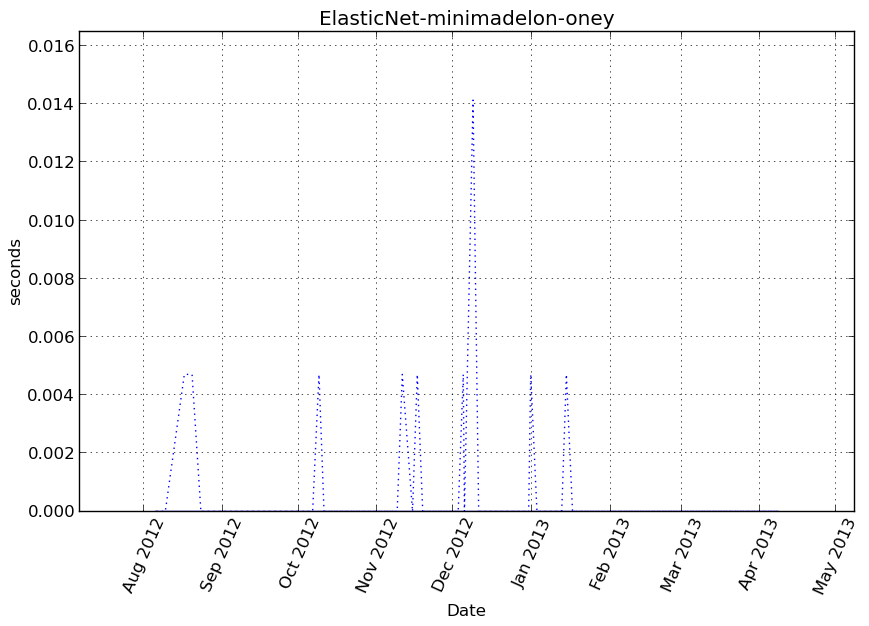 ElasticNet-minimadelon-oney
0.016
0.014
0.012
0.010
0.008
0.006
0.004
0.002
0.000
seconds
Aug 2012
Sep 2012
Oct 2012
Nov 2012
Dec 2012
Jan 2013
Feb 2013
Mar 2013
Apr 2013
May 2013
Date